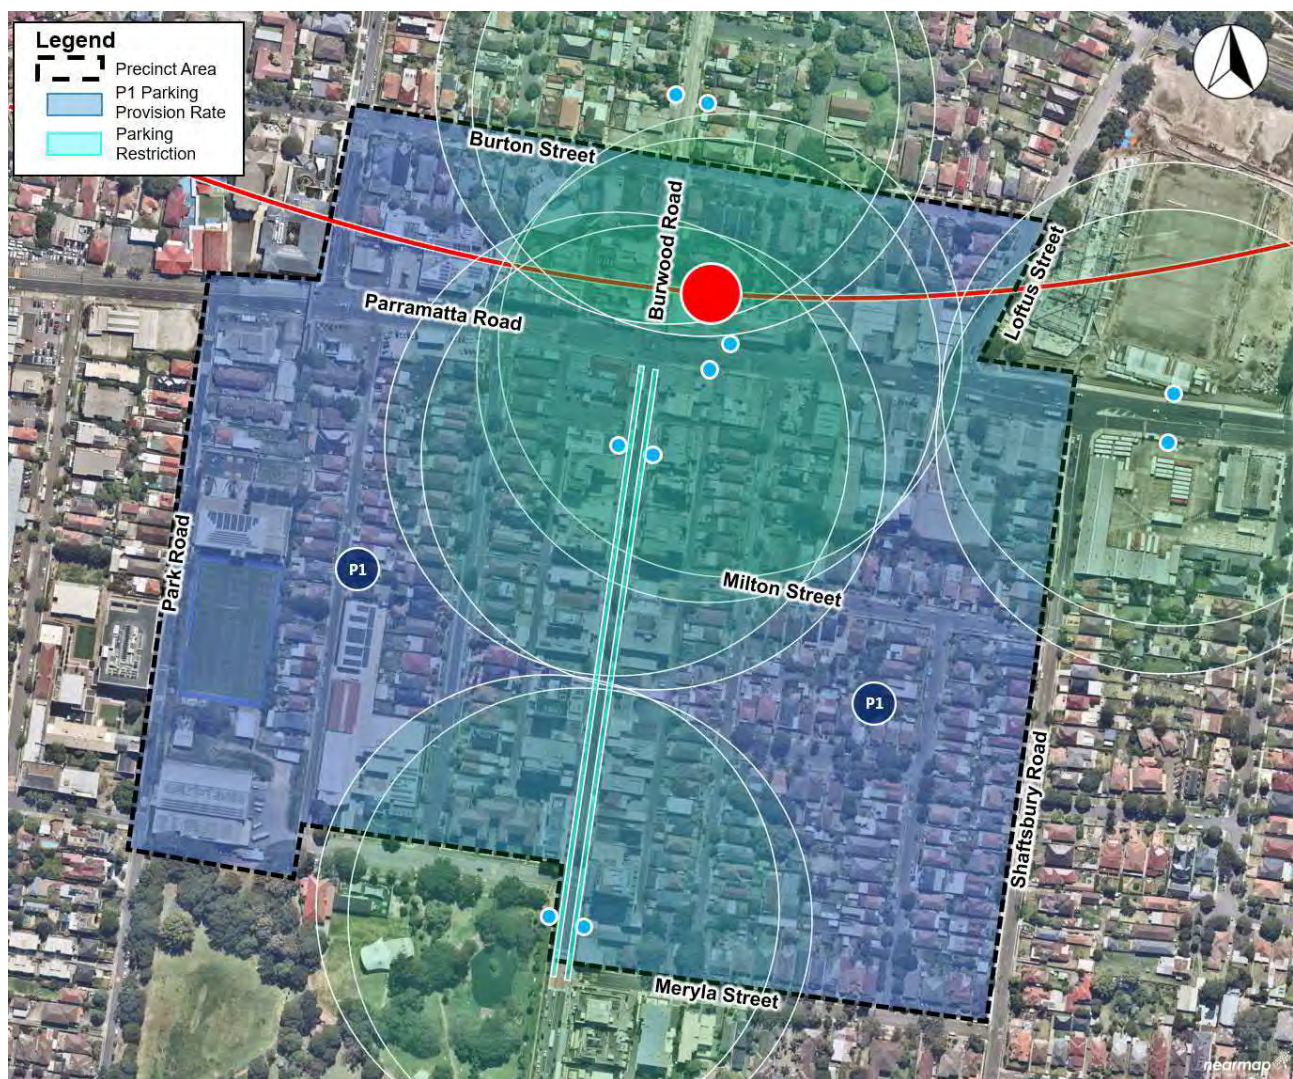 Legend
Precinct Area
P1 Parking
Provision Rate
Parking
Restriction
Burton Street
Burwood Road
Loftus Street
Parramatta Road
Park Road
P1
Milton Street
P1
Shaftsbury Road
Meryla Street
nearmap